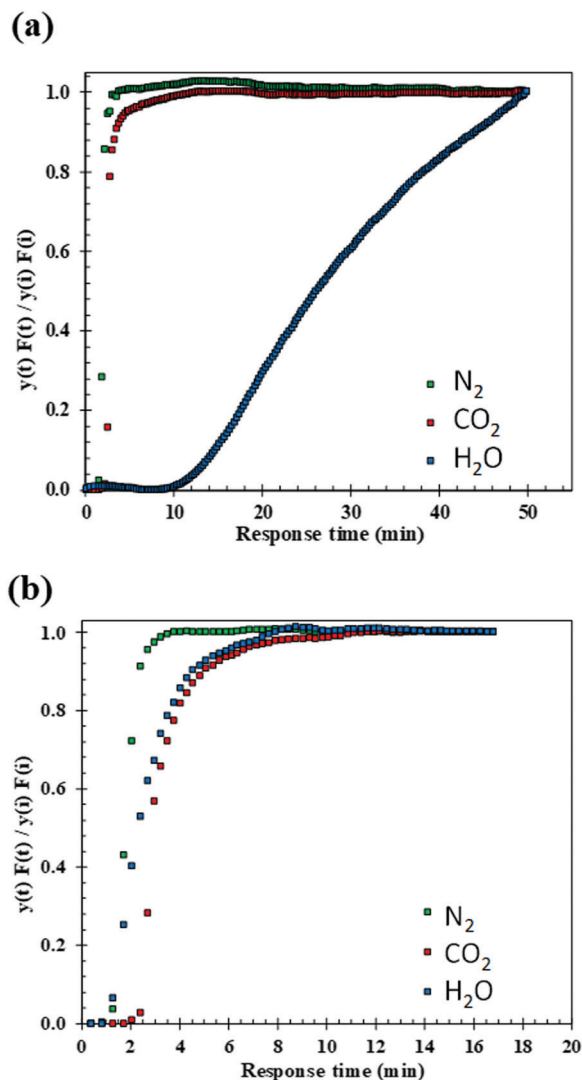 (a)
1.0
0.8
0.6
0.4
0.2
0.0
y(t) F(t) / y(i) F(i)
N₂
CO₂
H₂O
0 10 20 30 40 50
Response time (min)
(b)
1.0
0.8
0.6
0.4
0.2
0.0
y(t) F(t) / y(i) F(i)
N₂
CO₂
H₂O
0 2 4 6 8 10 12 14 16 18 20
Response time (min)